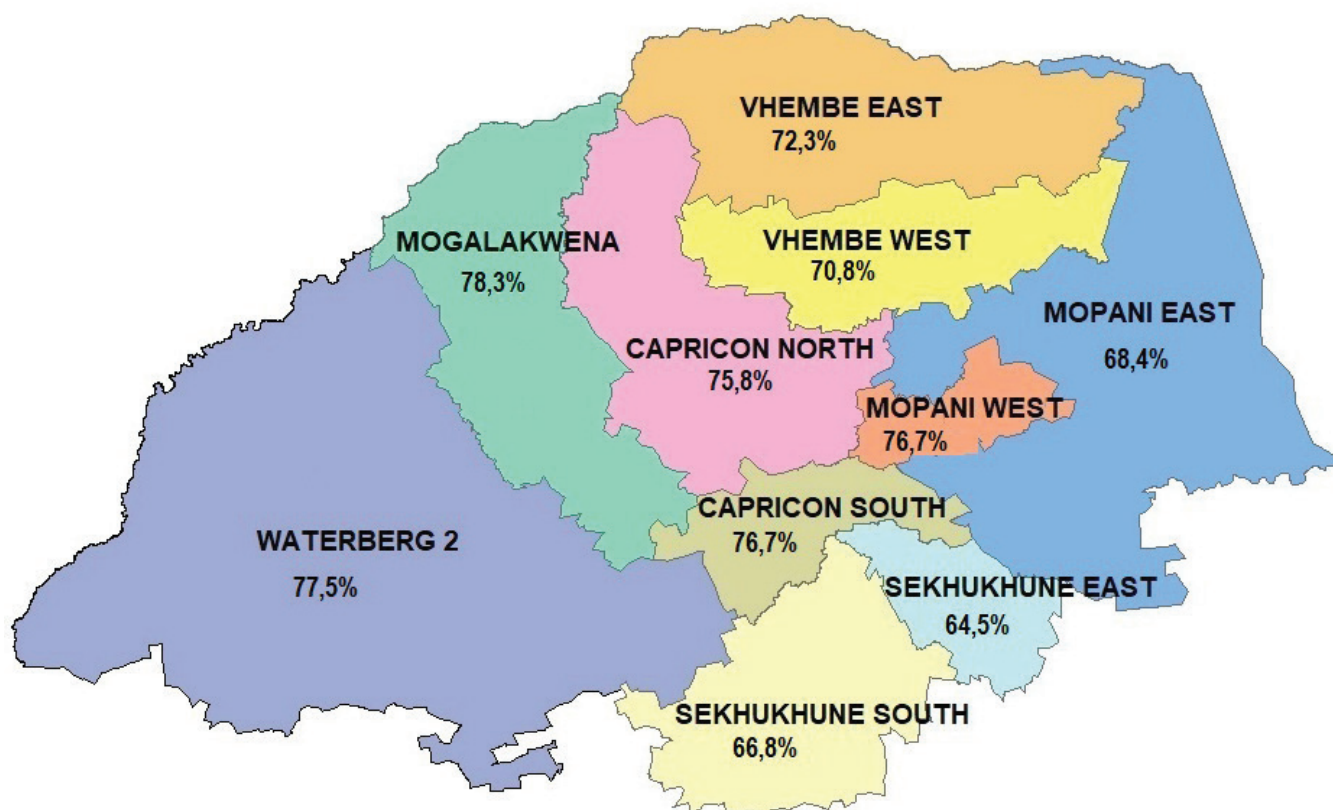 VHEMBE EAST
72,3%
MOGALAKWENA
78,3%
VHEMBE WEST
70,8%
MOPANI EAST
68,4%
CAPRICON NORTH
75,8%
MOPANI WEST
76,7%
CAPRICON SOUTH
76,7%
WATERBERG 2
77,5%
SEKHUKHUNE EAST
64,5%
SEKHUKHUNE SOUTH
66,8%